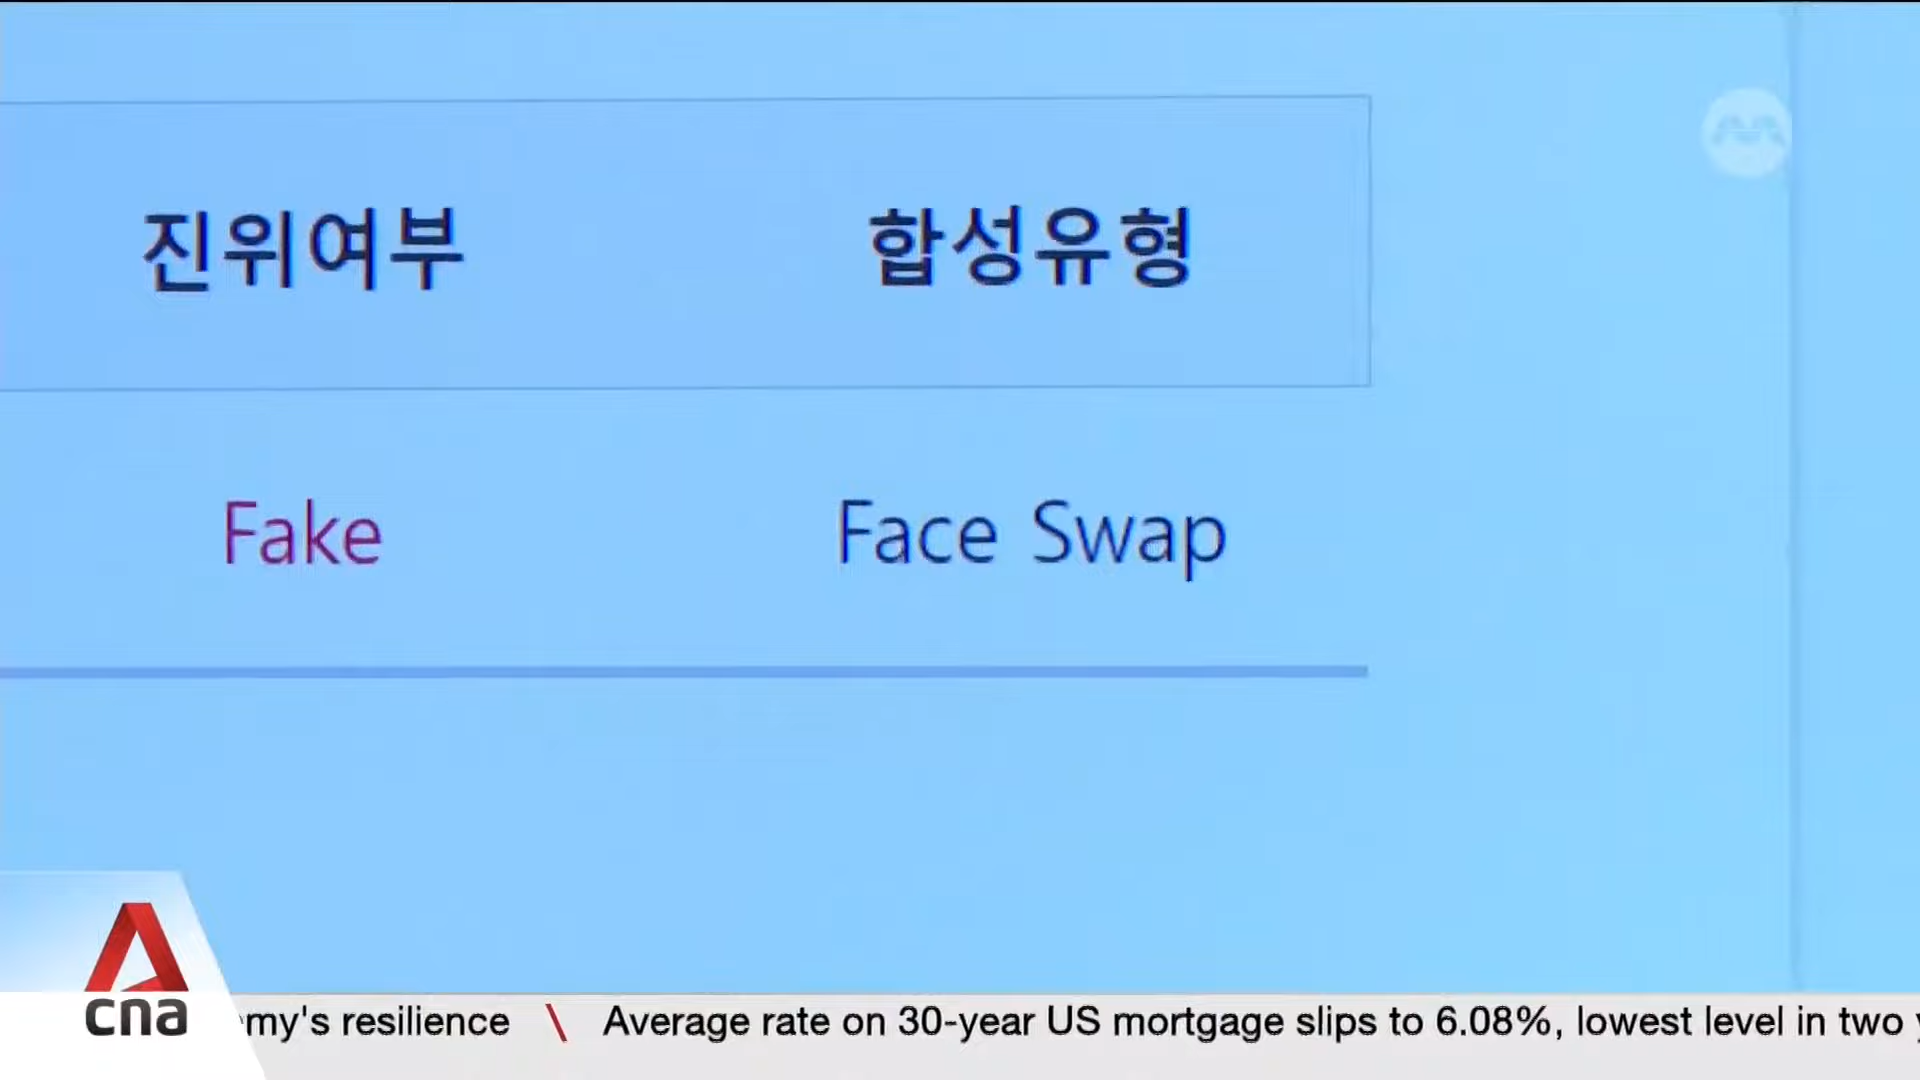 진위여부 합성유형
Fake Face Swap
cna
my's resilience \ Average rate on 30-year US mortgage slips to 6.08%, lowest level in two